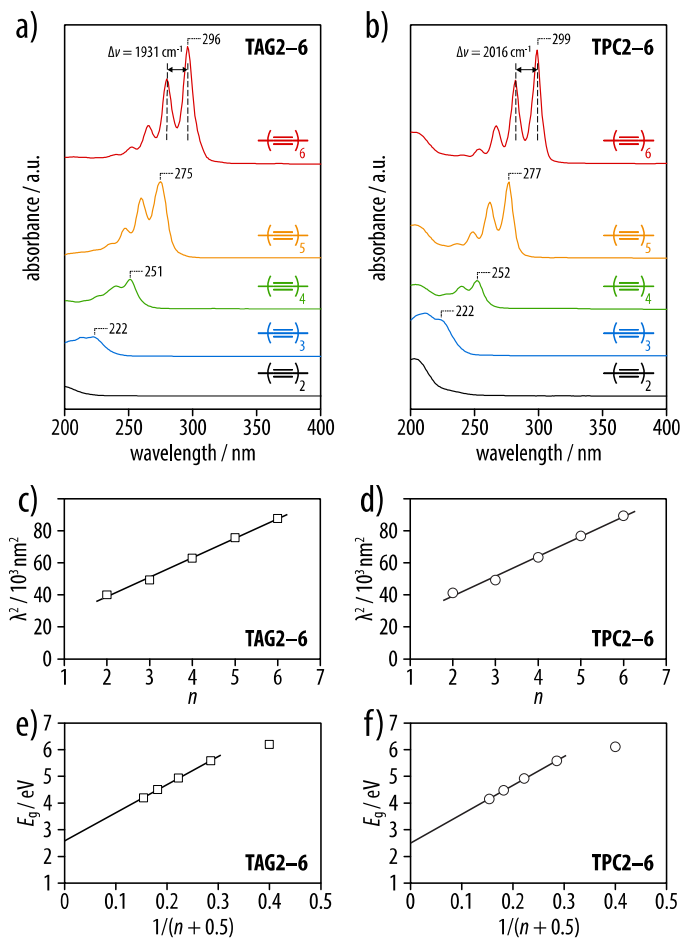 a)
Δν = 1931 cm⁻¹
296
TAG2–6
( )6
275
( )5
251
( )4
222
( )3
( )2
absorbance / a.u.
200 250 300 350 400
wavelength / nm
b)
Δν = 2016 cm⁻¹
299
TPC2–6
( )6
277
( )5
252
( )4
222
( )3
( )2
absorbance / a.u.
200 250 300 350 400
wavelength / nm
c)
80
60
40
20
0
λ² / 10³ nm²
TAG2–6
1 2 3 4 5 6 7
n
d)
80
60
40
20
0
λ² / 10³ nm²
TPC2–6
1 2 3 4 5 6 7
n
e)
7
6
5
4
3
2
1
Eg / eV
TAG2–6
0 0.1 0.2 0.3 0.4 0.5
1/(n + 0.5)
f)
7
6
5
4
3
2
1
Eg / eV
TPC2–6
0 0.1 0.2 0.3 0.4 0.5
1/(n + 0.5)